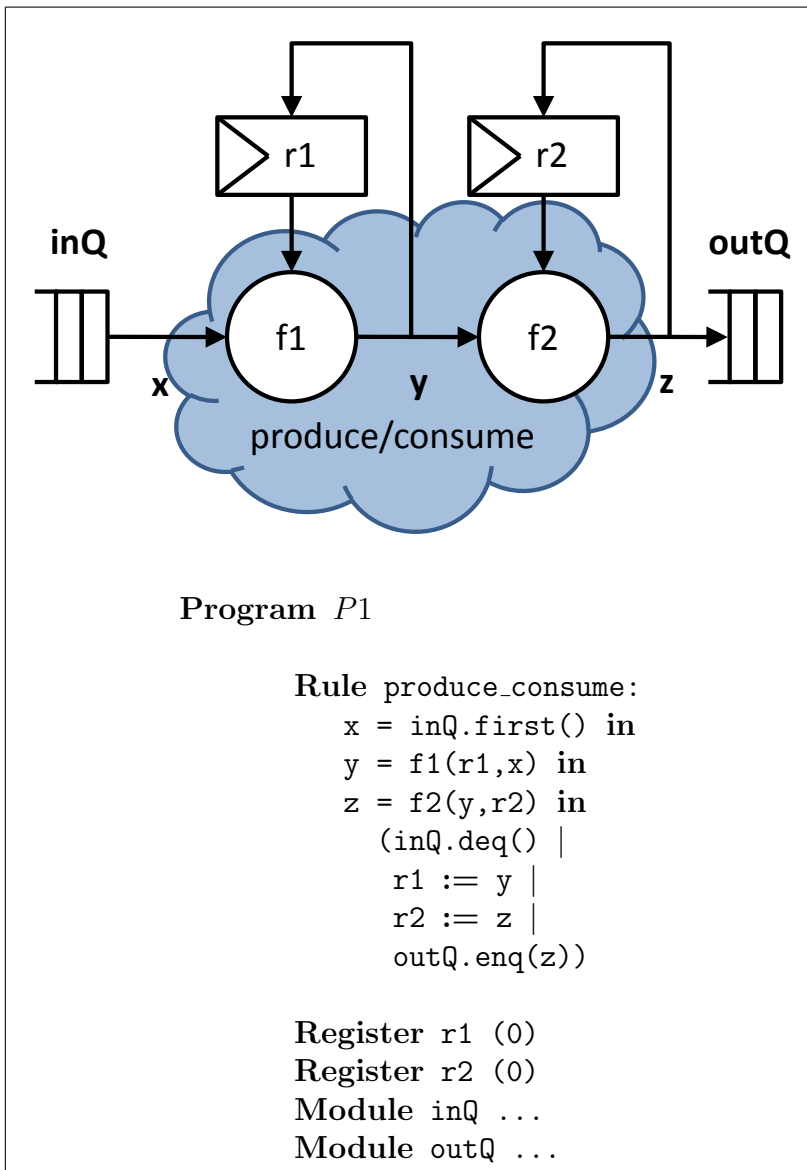 r1
r2
inQ
outQ
f1
f2
x
y
z
produce/consume
Program P1
Rule produce_consume:
x = inQ.first() in
y = f1(r1,x) in
z = f2(y,r2) in
(inQ.deq() |
r1 := y |
r2 := z |
outQ.enq(z))
Register r1 (0)
Register r2 (0)
Module inQ ...
Module outQ ...